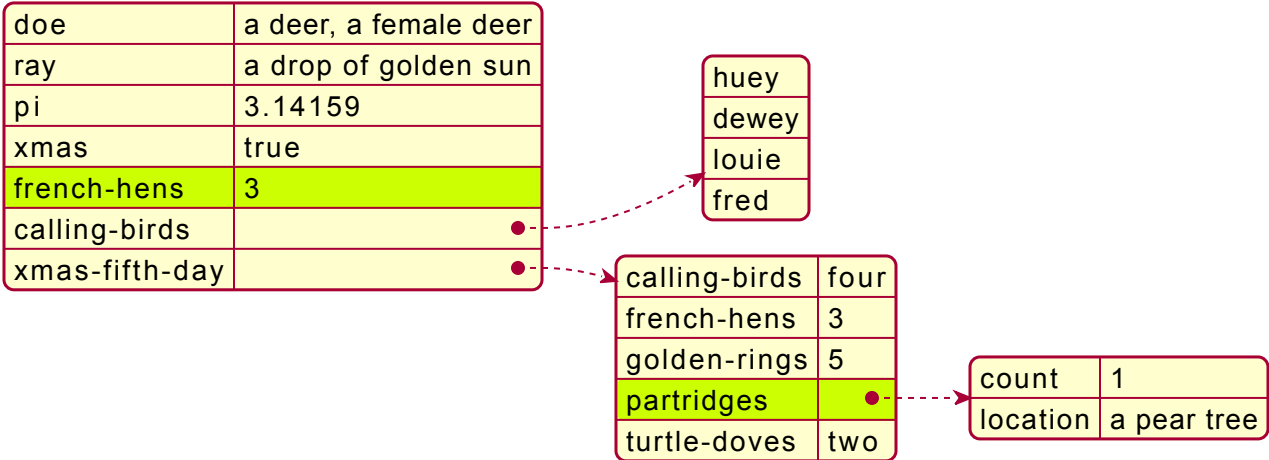 doe a deer, a female deer
ray a drop of golden sun
pi 3.14159
xmas true
french-hens 3
calling-birds
xmas-fifth-day
huey
dewey
louie
fred
calling-birds four
french-hens 3
golden-rings 5
partridges
turtle-doves two
count 1
location a pear tree